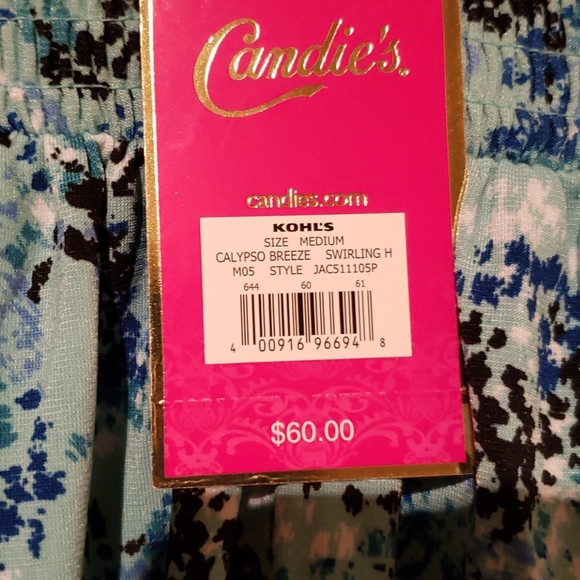 Candie's.
candies.com
KOHL'S
SIZE MEDIUM
CALYPSO BREEZE SWIRLING H
M05 STYLE JAC511105P
644 60 61
4 00916 96694 8
$60.00